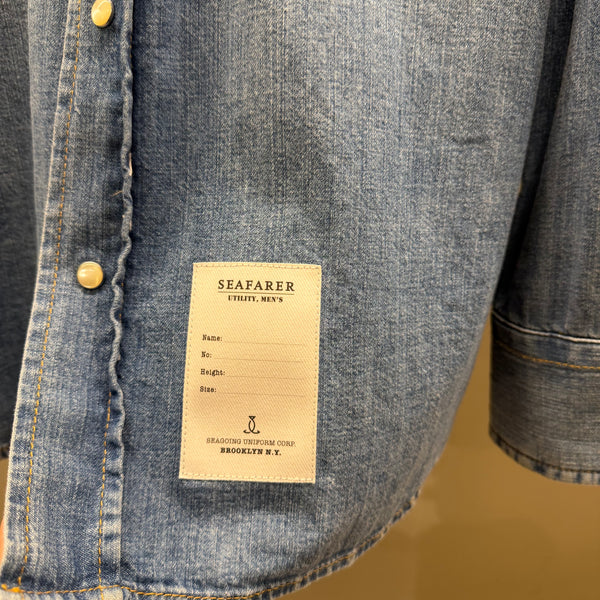 SEAFARER
UTILITY, MEN'S
Name:
No:
Height:
Size:
SEAGOING UNIFORM CORP.
BROOKLYN N.Y.